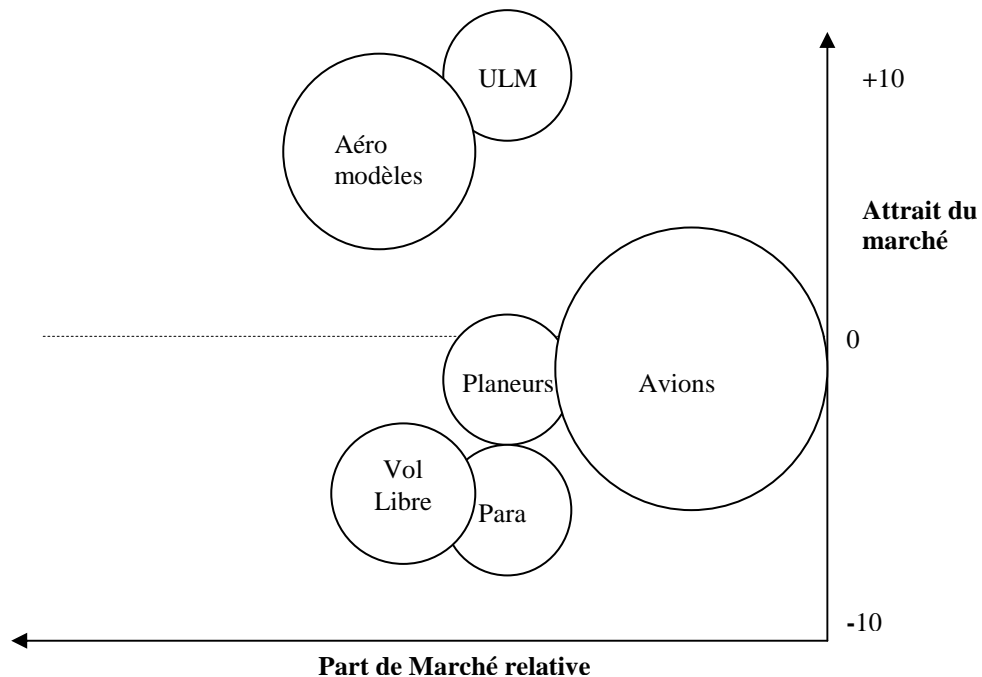 ULM
+10
Aéro
modèles
Attrait du
marché
0
Planeurs
Avions
Vol
Libre
Para
-10
Part de Marché relative